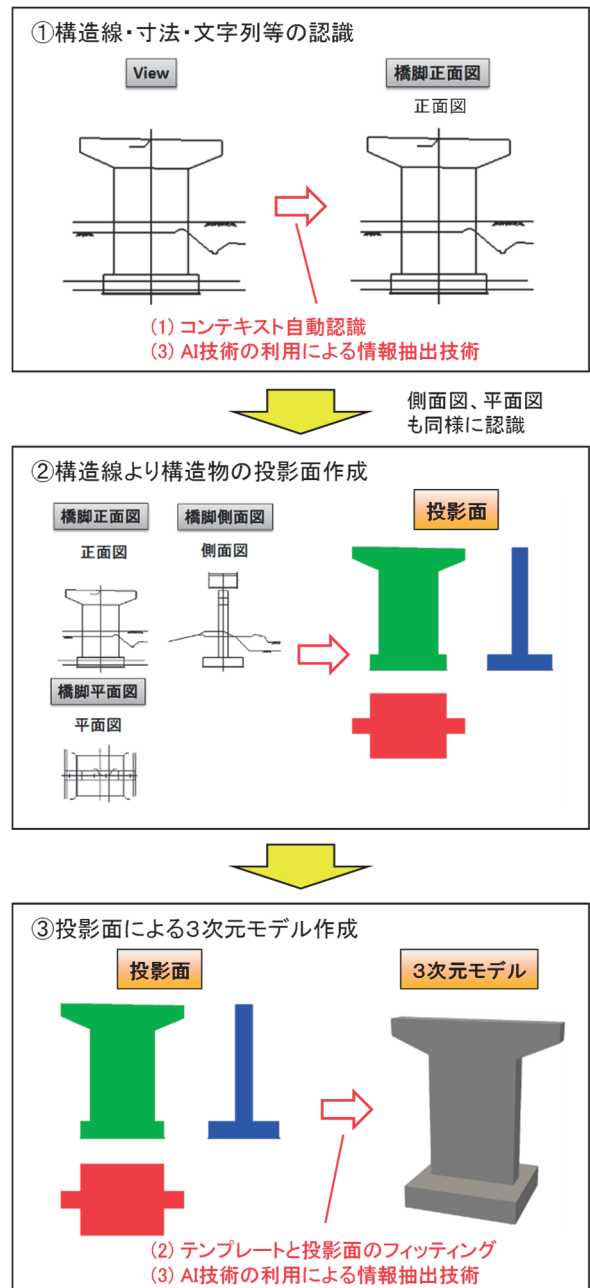 ①構造線・寸法・文字列等の認識
View
橋脚正面図
正面図
(1) コンテキスト自動認識
(3) AI技術の利用による情報抽出技術
側面図、平面図
も同様に認識
②構造線より構造物の投影面作成
橋脚正面図
橋脚側面図
投影面
正面図
側面図
橋脚平面図
平面図
③投影面による3次元モデル作成
投影面
3次元モデル
(2) テンプレートと投影面のフィッティング
(3) AI技術の利用による情報抽出技術